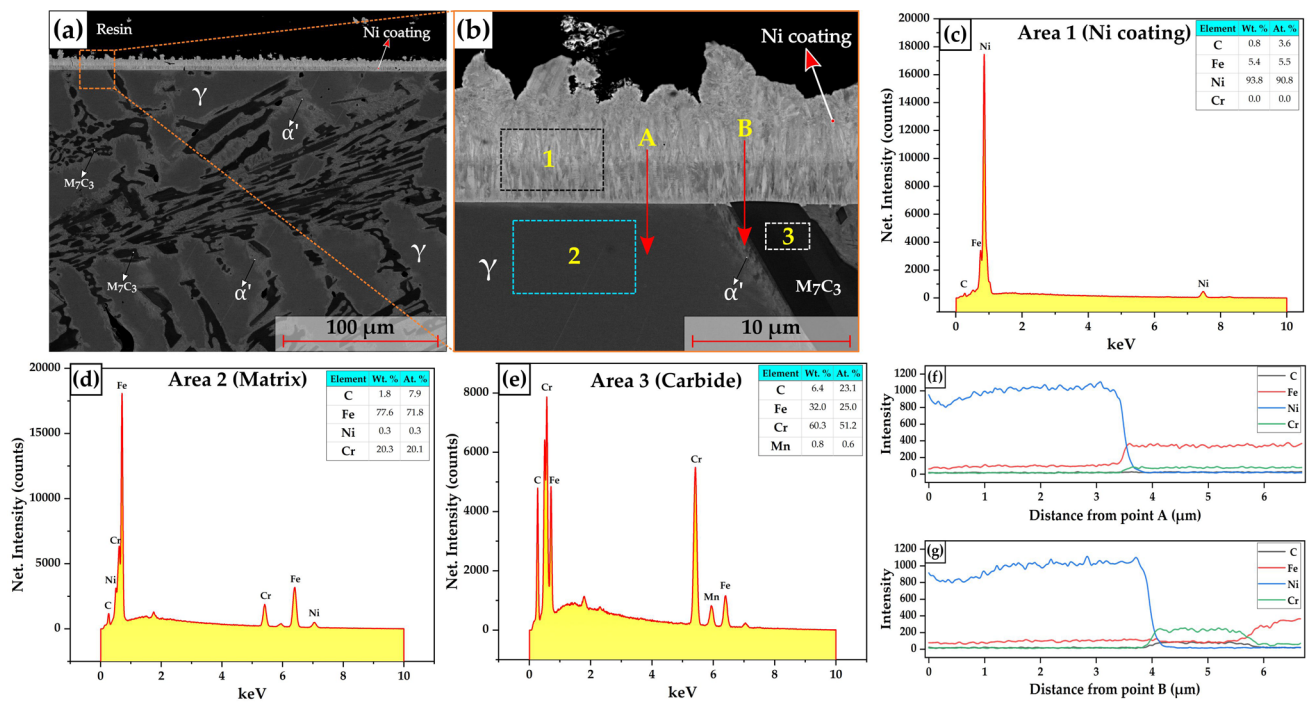 (a)
Resin
Ni coating
γ
α'
M7C3
γ
M7C3
α'
100 μm
(b)
Ni coating
A
B
1
2
3
γ
α'
M7C3
10 μm
(c)
Area 1 (Ni coating)
Element Wt. % At. %
C 0.8 3.6
Fe 5.4 5.5
Ni 93.8 90.8
Cr 0.0 0.0
Net. Intensity (counts)
20000
18000
16000
14000
12000
10000
8000
6000
4000
2000
0
Ni
Fe
C
Ni
0 2 4 6 8 10
keV
(d)
Area 2 (Matrix)
Element Wt. % At. %
C 1.8 7.9
Fe 77.6 71.8
Ni 0.3 0.3
Cr 20.3 20.1
Net. Intensity (counts)
20000
15000
10000
5000
0
Fe
Cr
Ni
C
Cr
Fe
Ni
0 2 4 6 8 10
keV
(e)
Area 3 (Carbide)
Element Wt. % At. %
C 6.4 23.1
Fe 32.0 25.0
Cr 60.3 51.2
Mn 0.8 0.6
Net. Intensity (counts)
8000
6000
4000
2000
0
Cr
C
Fe
Cr
Mn
Fe
0 2 4 6 8 10
keV
(f)
C
Fe
Ni
Cr
Intensity
1200
1000
800
600
400
200
0
0 1 2 3 4 5 6
Distance from point A (μm)
(g)
C
Fe
Ni
Cr
Intensity
1200
1000
800
600
400
200
0
0 1 2 3 4 5 6
Distance from point B (μm)